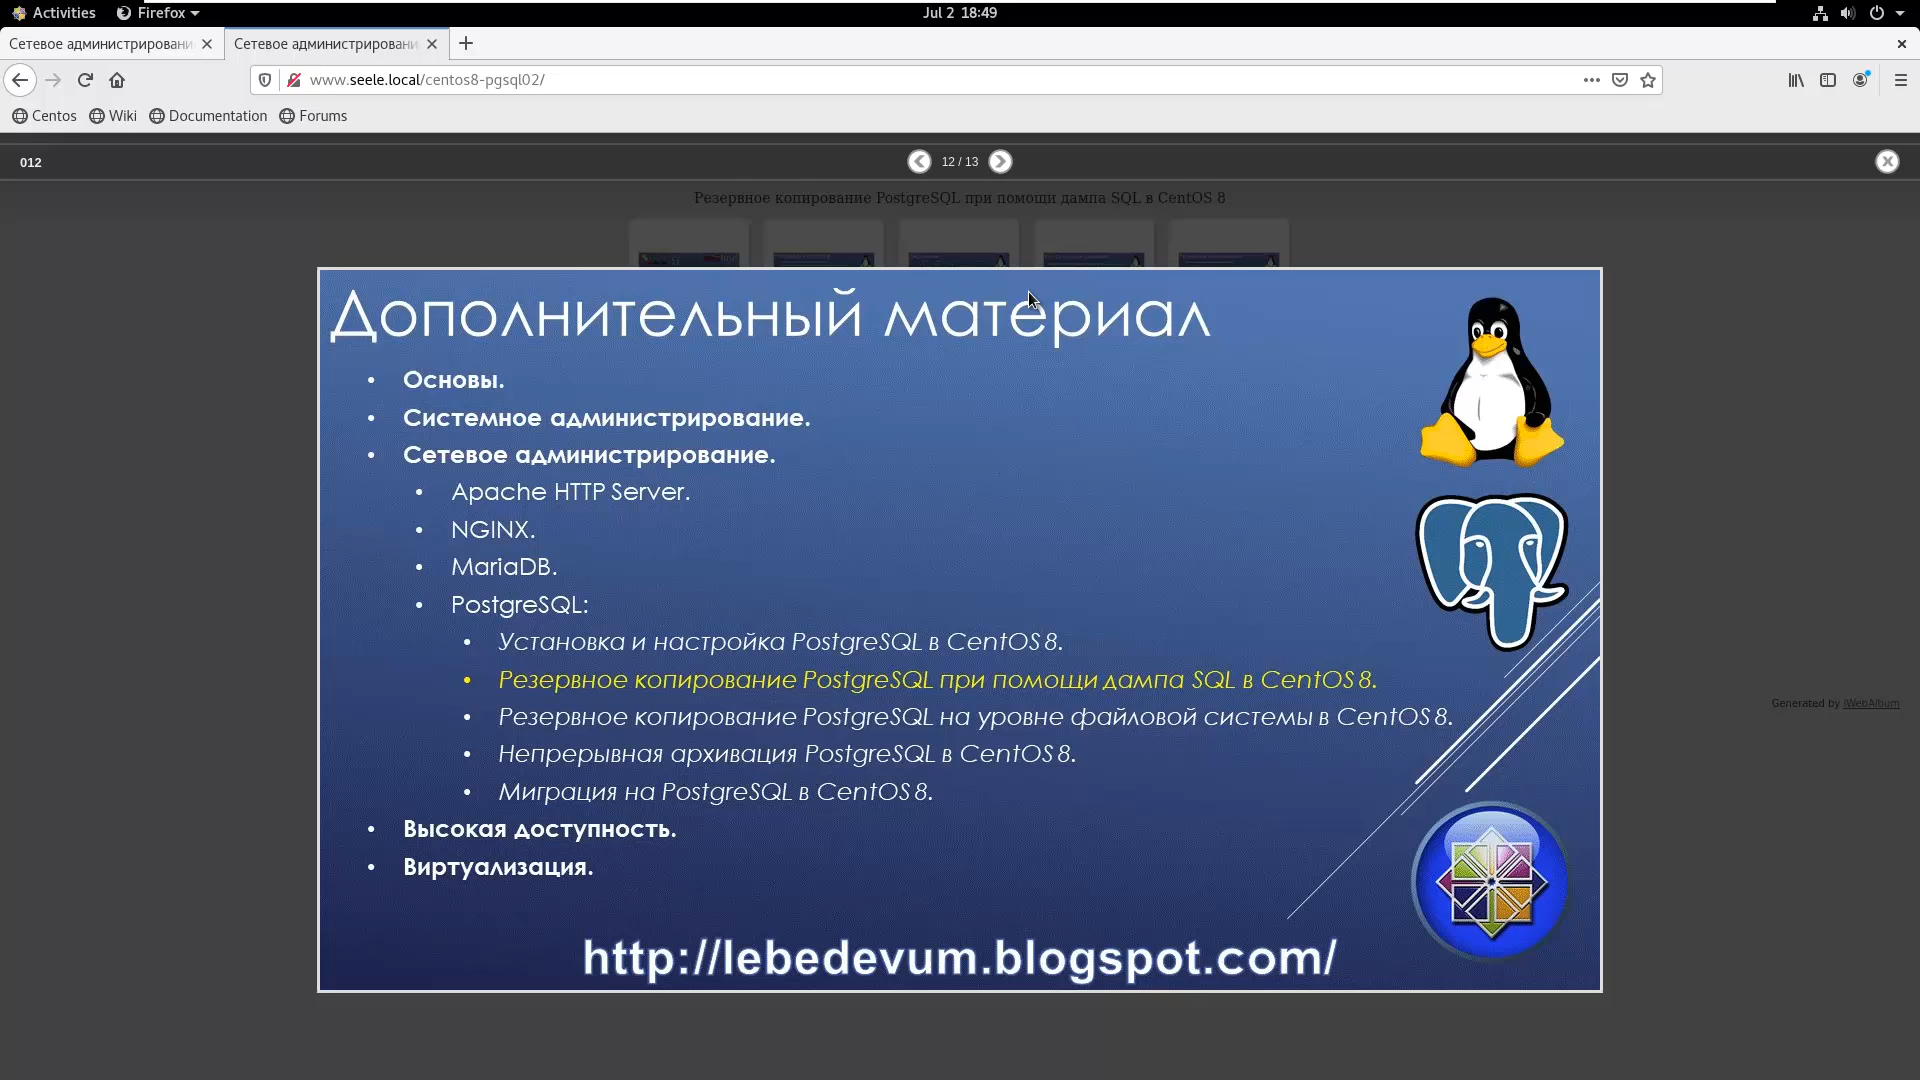 Activities
Firefox
Jul 2 18:49
Сетевое администрировани
Сетевое администрировани
www.seele.local/centos8-pgsql02/
Centos
Wiki
Documentation
Forums
012
12 / 13
Резервное копирование PostgreSQL при помощи дампа SQL в CentOS 8
Дополнительный материал
• Основы.
• Системное администрирование.
• Сетевое администрирование.
• Apache HTTP Server.
• NGINX.
• MariaDB.
• PostgreSQL:
• Установка и настройка PostgreSQL в CentOS 8.
• Резервное копирование PostgreSQL при помощи дампа SQL в CentOS 8.
• Резервное копирование PostgreSQL на уровне файловой системы в CentOS 8.
• Непрерывная архивация PostgreSQL в CentOS 8.
• Миграция на PostgreSQL в CentOS 8.
• Высокая доступность.
• Виртуализация.
http://lebedevum.blogspot.com/
Generated by IWebAlbum